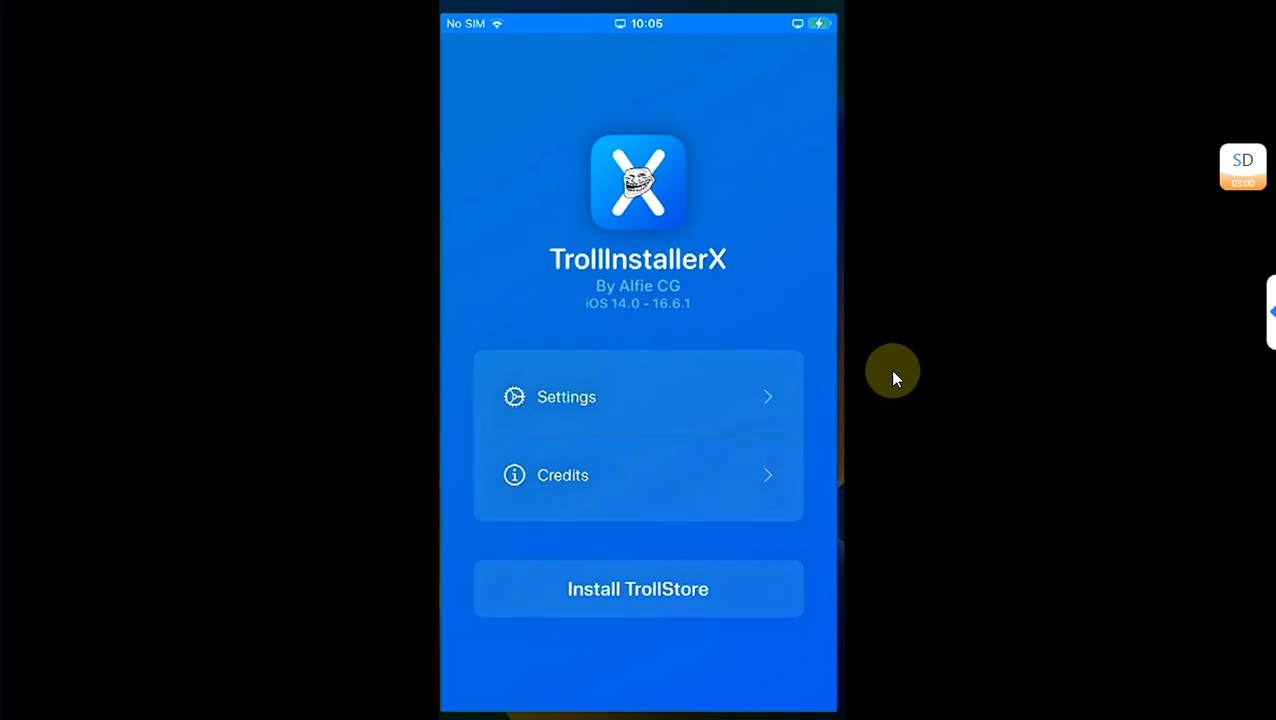 No SIM
10:05
SD
03:00
TrollInstallerX
By Alfie CG
iOS 14.0 - 16.6.1
Settings
Credits
Install TrollStore